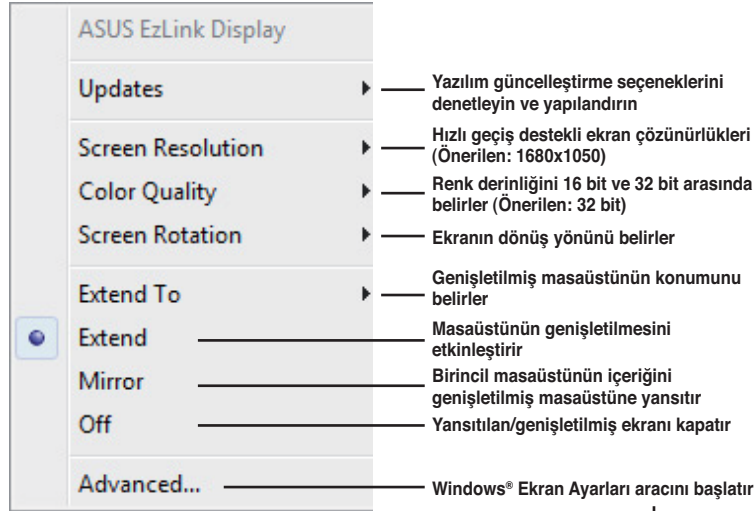 ASUS EzLink Display
Updates
Yazılım güncelleştirme seçeneklerini
denetleyin ve yapılandırın
Screen Resolution
Hızlı geçiş destekli ekran çözünürlükleri
(Önerilen: 1680x1050)
Color Quality
Renk derinliğini 16 bit ve 32 bit arasında
belirler (Önerilen: 32 bit)
Screen Rotation
Ekranın dönüş yönünü belirler
Extend To
Genişletilmiş masaüstünün konumunu
belirler
Extend
Masaüstünün genişletilmesini
etkinleştirir
Mirror
Birincil masaüstünün içeriğini
genişletilmiş masaüstüne yansıtır
Off
Yansıtılan/genişletilmiş ekranı kapatır
Advanced...
Windows® Ekran Ayarları aracını başlatır